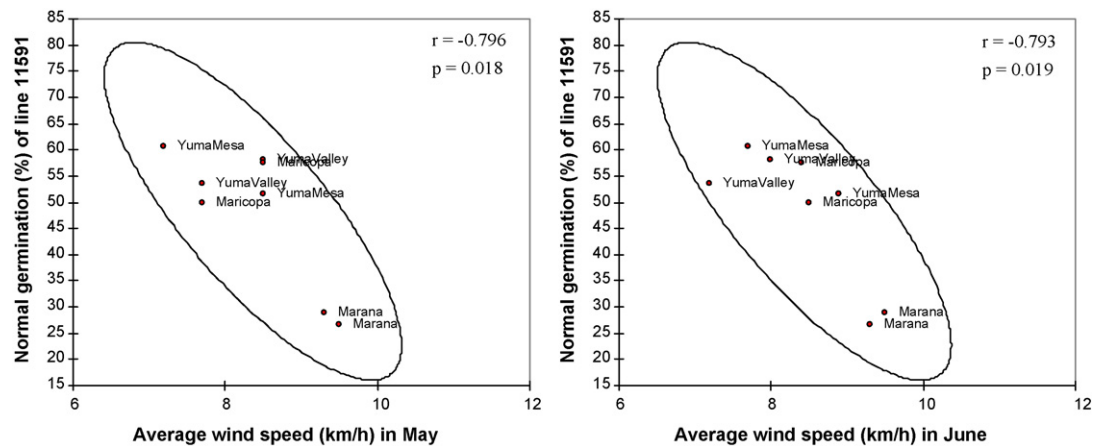 Normal germination (%) of line 11591
85
80
75
70
65
60
55
50
45
40
35
30
25
20
15
r = -0.796
p = 0.018
YumaMesa
YumaValley
Maricopa
YumaValley
YumaMesa
Maricopa
Marana
Marana
6
8
10
12
Average wind speed (km/h) in May
Normal germination (%) of line 11591
85
80
75
70
65
60
55
50
45
40
35
30
25
20
15
r = -0.793
p = 0.019
YumaMesa
YumaValley
Maricopa
YumaValley
YumaMesa
Maricopa
Marana
Marana
6
8
10
12
Average wind speed (km/h) in June